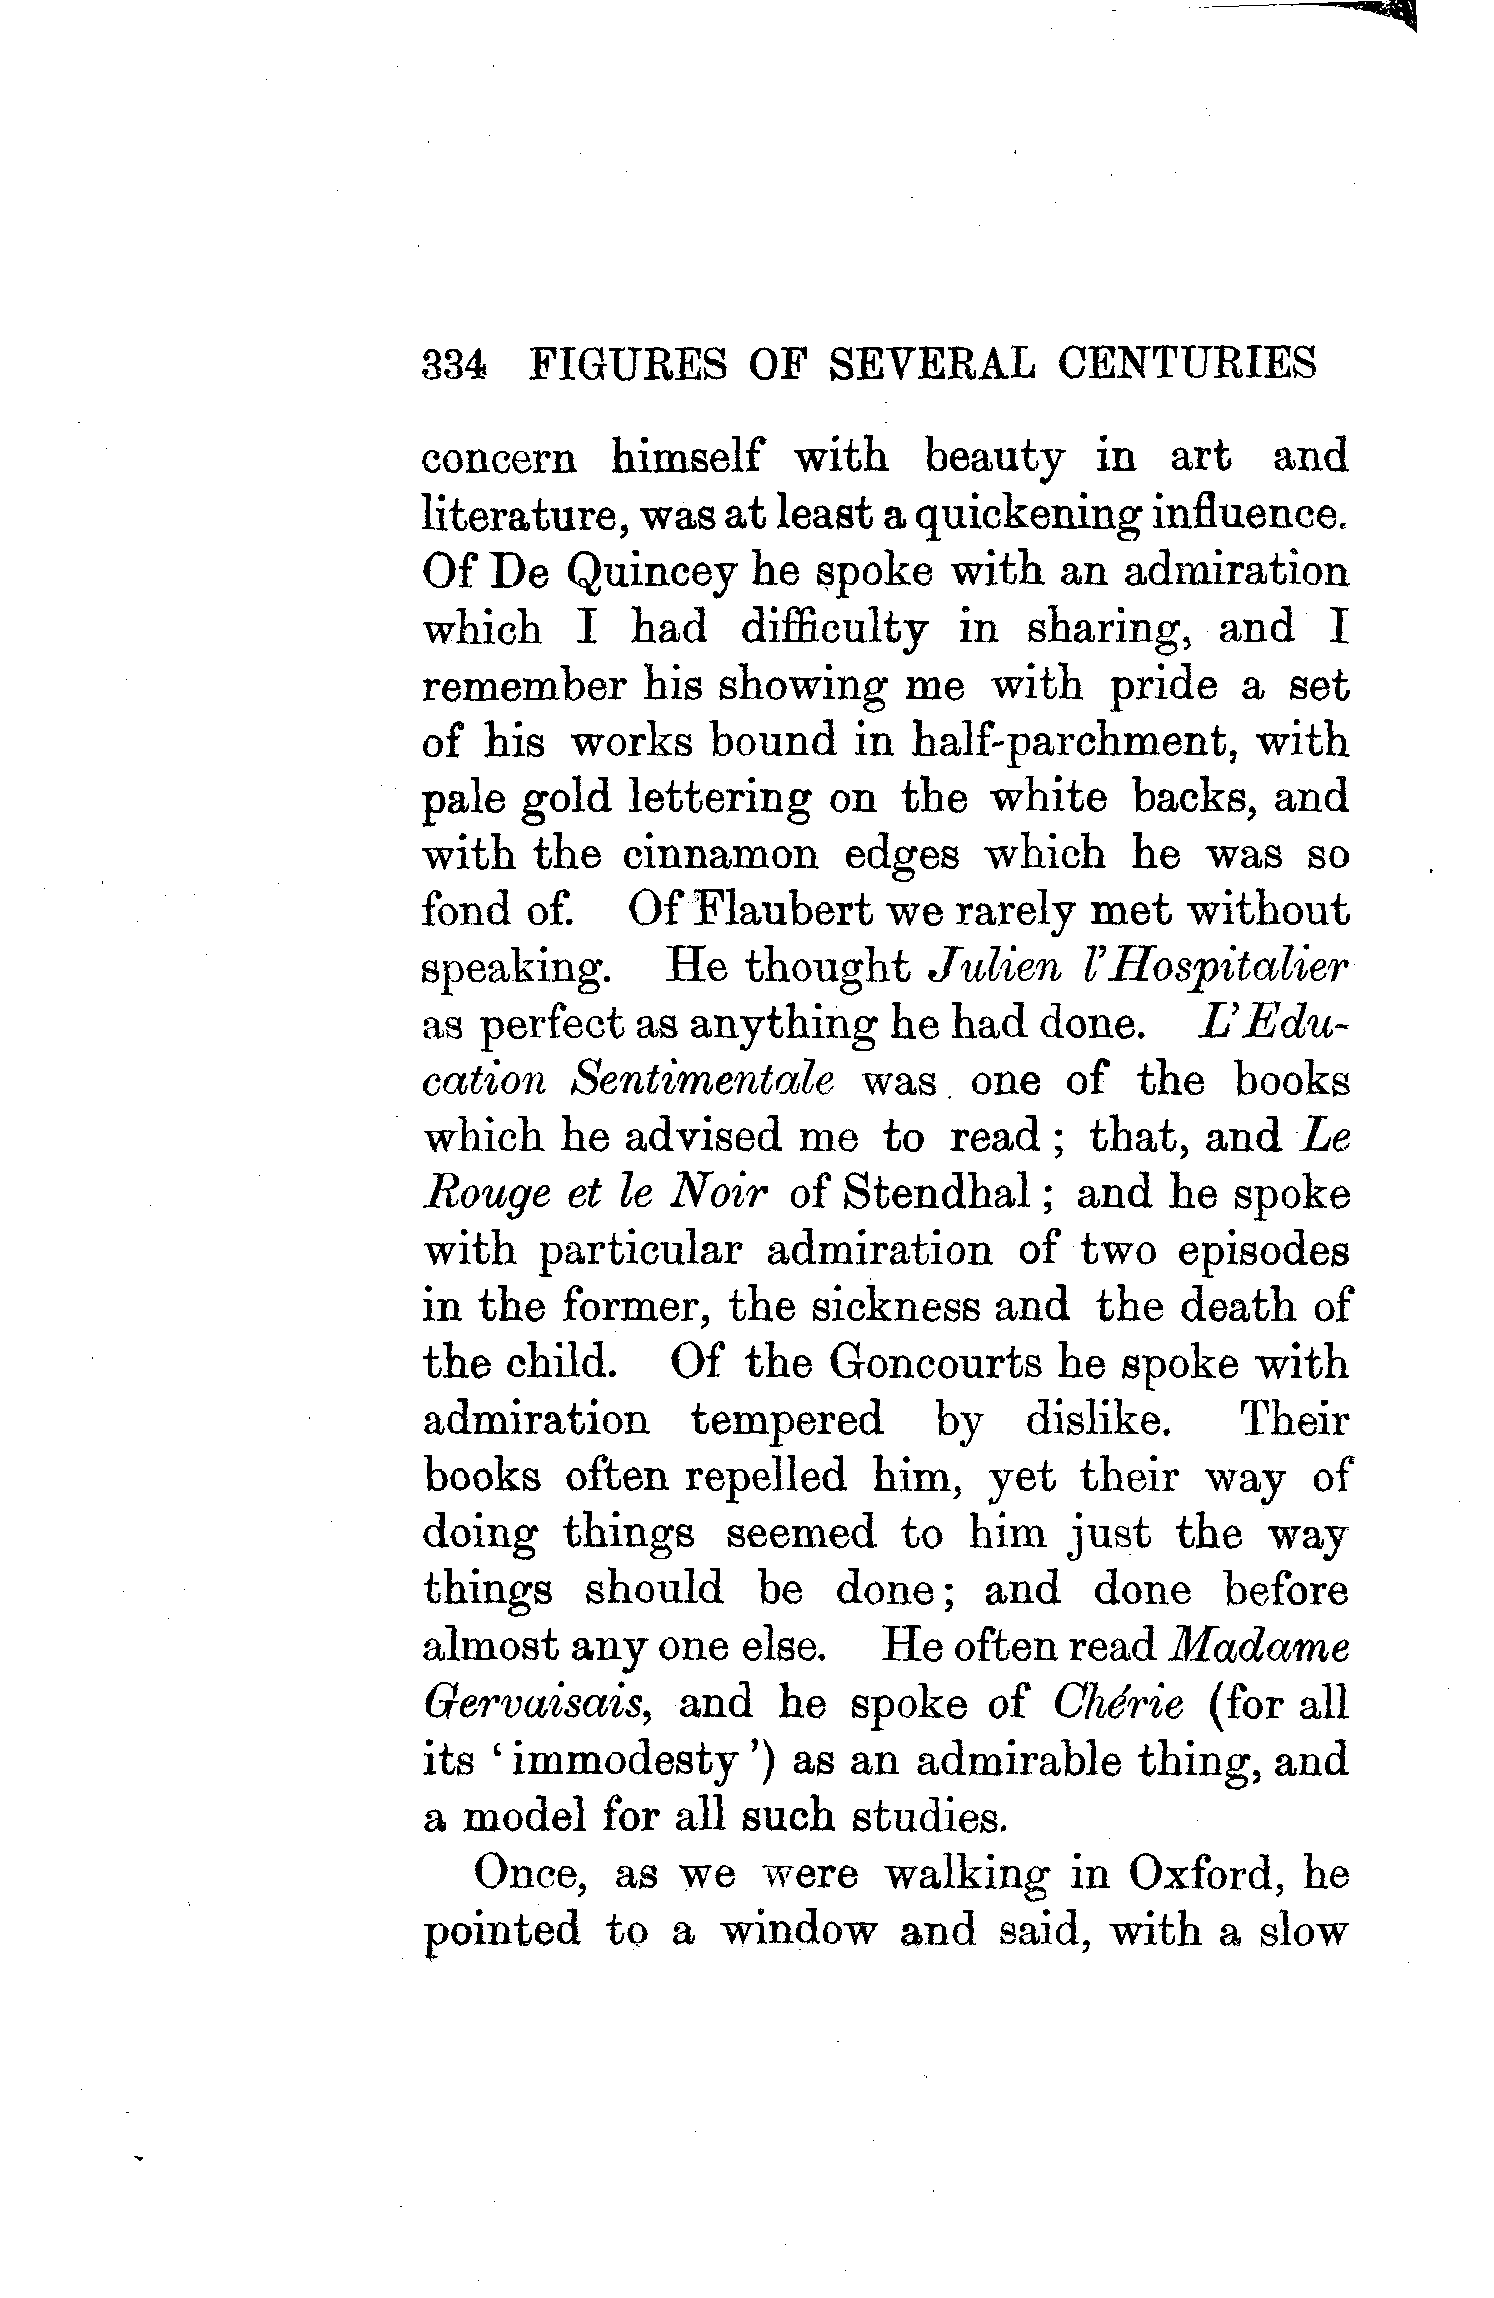 334 FIGURES OF SEVERAL CENTURIES
concern himself with beauty in art and
literature, was at least a quickening influence.
Of De Quincey he spoke with an admiration
which I had difficulty in sharing, and I
remember his showing me with pride a set
of his works bound in half-parchment, with
pale gold lettering on the white backs, and
with the cinnamon edges which he was so
fond of. Of Flaubert we rarely met without
speaking. He thought Julien l'Hospitalier
as perfect as anything he had done. L'Edu-
cation Sentimentale was one of the books
which he advised me to read ; that, and Le
Rouge et le Noir of Stendhal ; and he spoke
with particular admiration of two episodes
in the former, the sickness and the death of
the child. Of the Goncourts he spoke with
admiration tempered by dislike. Their
books often repelled him, yet their way of
doing things seemed to him just the way
things should be done; and done before
almost any one else. He often read Madame
Gervaisais, and he spoke of Chérie (for all
its ‘ immodesty ’) as an admirable thing, and
a model for all such studies.
Once, as we were walking in Oxford, he
pointed to a window and said, with a slow